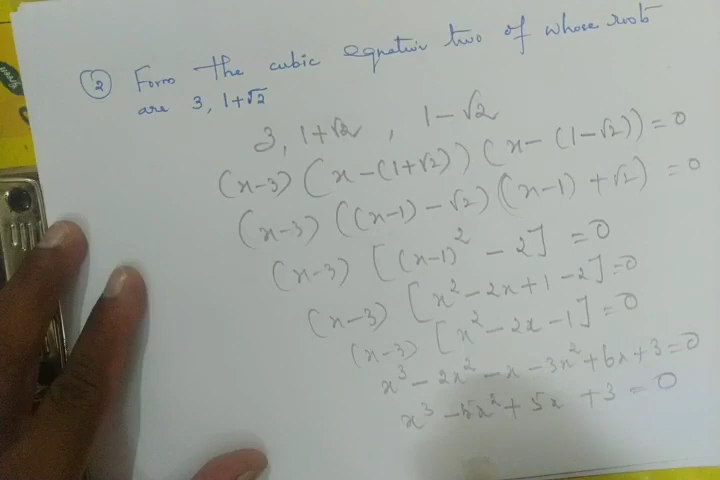 ② Form the cubic equation two of whose roots
are 3, 1+√2
3, 1+√2 , 1-√2
(x-3) (x-(1+√2)) (x-(1-√2)) = 0
(x-3) ((x-1)-√2) (x-1)+√2) = 0
(x-3) [(x-1)² - 2] = 0
(x-3) [x²-2x+1-2] = 0
(x-3) [x²-2x-1] = 0
x³-2x²-x-3x²+6x+3=0
x³-5x²+5x+3=0